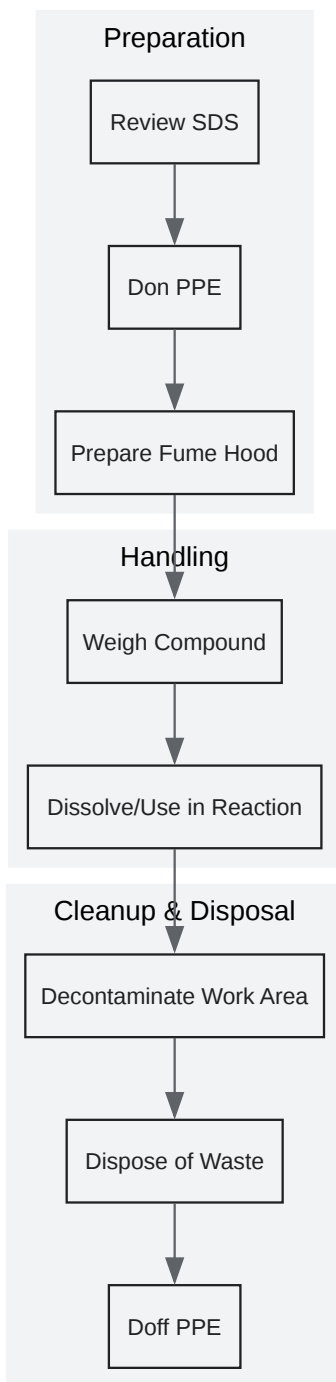 Preparation
Review SDS
Don PPE
Prepare Fume Hood
Handling
Weigh Compound
Dissolve/Use in Reaction
Cleanup & Disposal
Decontaminate Work Area
Dispose of Waste
Doff PPE